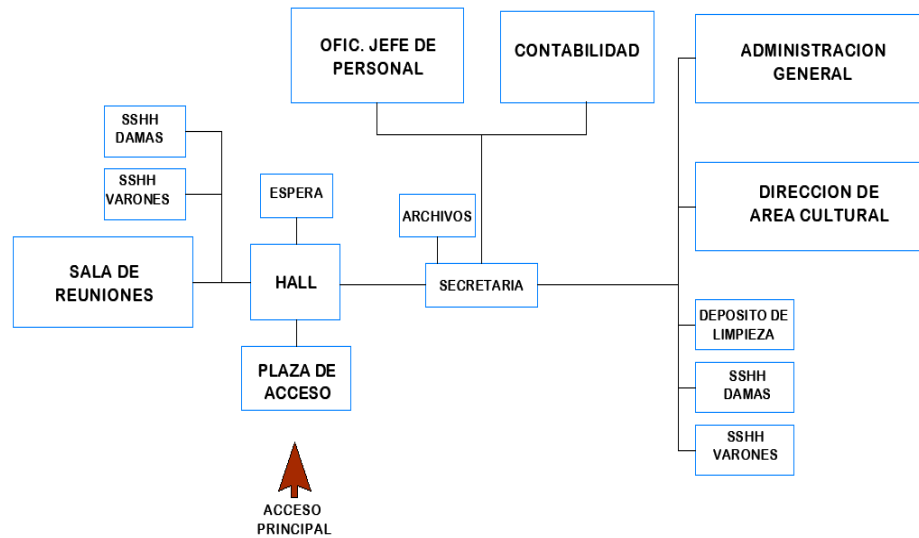 OFIC. JEFE DE
PERSONAL
CONTABILIDAD
ADMINISTRACION
GENERAL
SSHH
DAMAS
SSHH
VARONES
ESPERA
ARCHIVOS
DIRECCION DE
AREA CULTURAL
SALA DE
REUNIONES
HALL
SECRETARIA
DEPOSITO DE
LIMPIEZA
PLAZA DE
ACCESO
SSHH
DAMAS
SSHH
VARONES
ACCESO
PRINCIPAL